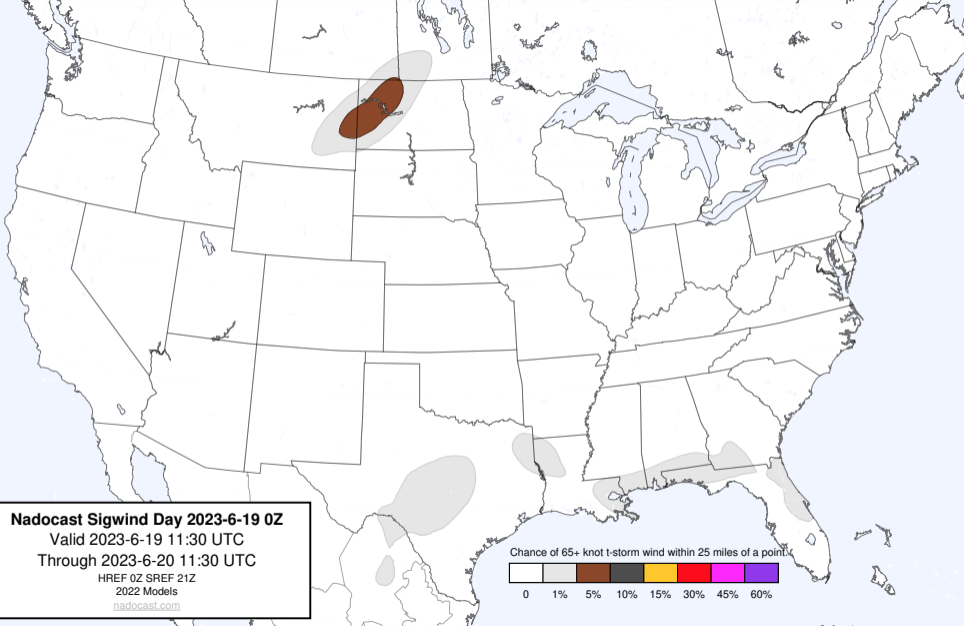 Nadocast Sigwind Day 2023-6-19 0Z
Valid 2023-6-19 11:30 UTC
Through 2023-6-20 11:30 UTC
HREF 0Z SREF 21Z
2022 Models
nadocast.com
Chance of 65+ knot t-storm wind within 25 miles of a point.
0 1% 5% 10% 15% 30% 45% 60%